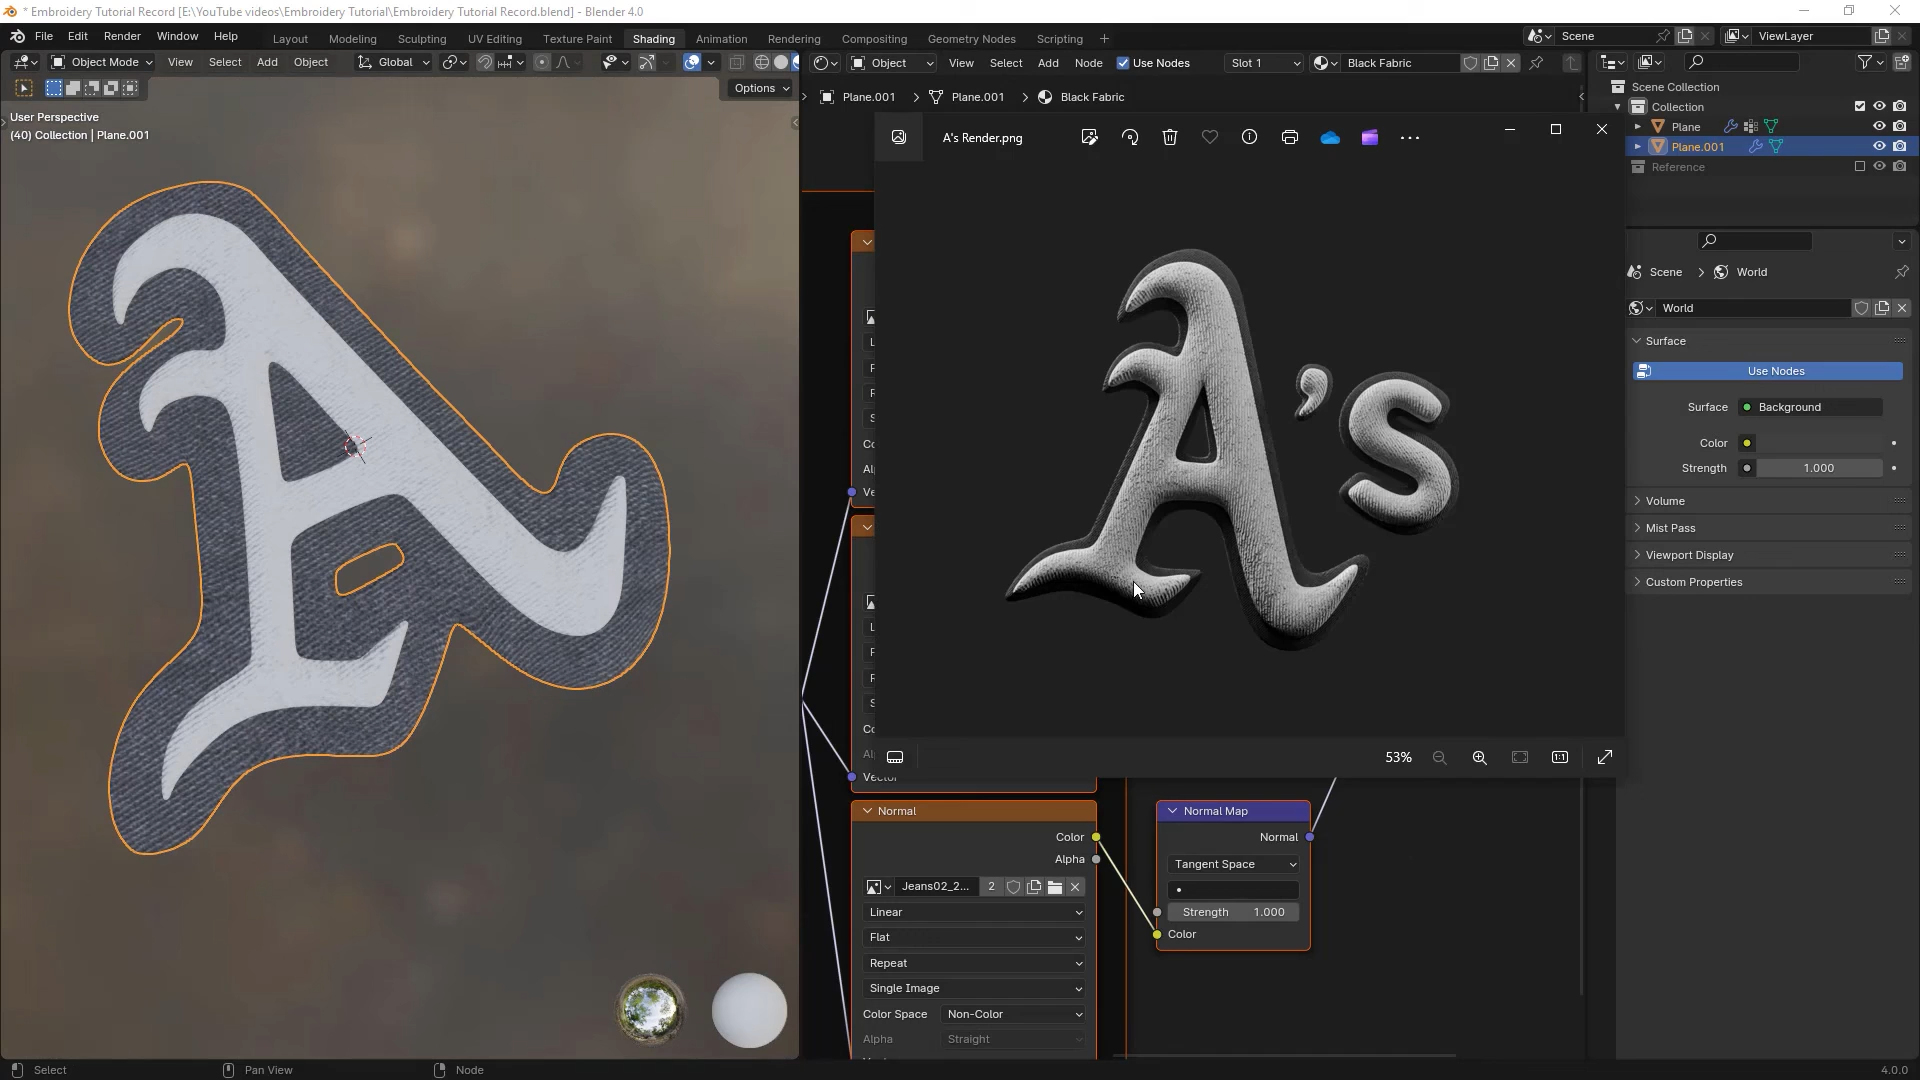 * Embroidery Tutorial Record [E:\YouTube videos\Embroidery Tutorial\Embroidery Tutorial Record.blend] - Blender 4.0
File Edit Render Window Help
Layout Modeling Sculpting UV Editing Texture Paint Shading Animation Rendering Compositing Geometry Nodes Scripting +
Scene
ViewLayer
Object Mode View Select Add Object Global
Object View Select Add Node Use Nodes Slot 1 Black Fabric
Options
Plane.001 > Plane.001 > Black Fabric
User Perspective
(40) Collection | Plane.001
Scene Collection
Collection
Plane
Plane.001
Reference
A's Render.png
A's
53%
Scene > World
World
Surface
Use Nodes
Surface Background
Color
Strength 1.000
Volume
Mist Pass
Viewport Display
Custom Properties
Vector
Normal
Color
Alpha
Jeans02_2... 2
Linear
Flat
Repeat
Single Image
Color Space Non-Color
Alpha Straight
Normal Map
Normal
Tangent Space
Strength 1.000
Color
Select Pan View Node
4.0.0